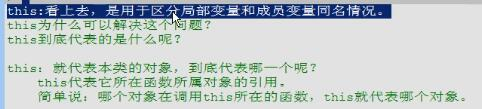 this:看上去，是用于区分局部变量和成员变量同名情况。
this为什么可以解决这个问题？
this到底代表的是什么呢？
this：就代表本类的对象，到底代表哪一个呢？
this代表它所在函数所属对象的引用。
简单说：哪个对象在调用this所在的函数，this就代表哪个对象。